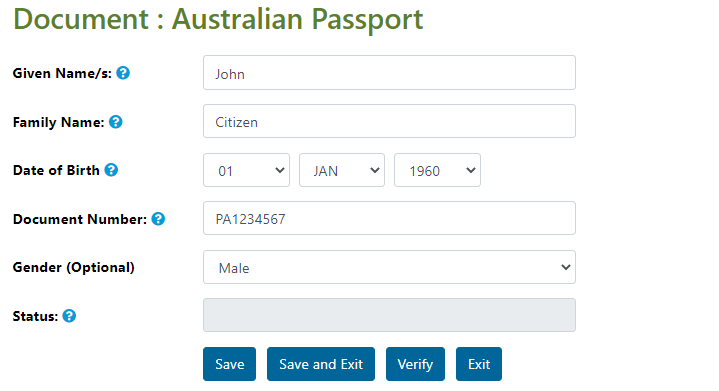 Document : Australian Passport
Given Name/s: ? John
Family Name: ? Citizen
Date of Birth ? 01 JAN 1960
Document Number: ? PA1234567
Gender (Optional) Male
Status: ?
Save Save and Exit Verify Exit